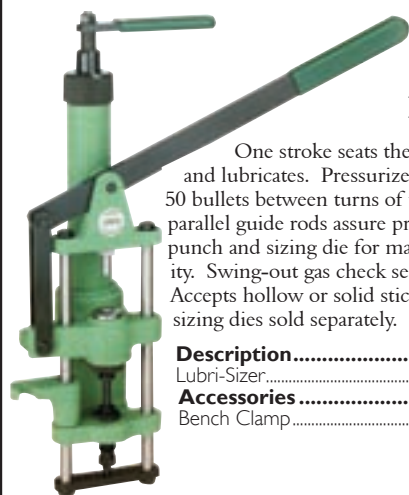 One stroke seats the
and lubricates. Pressurize
50 bullets between turns of
parallel guide rods assure pr
punch and sizing die for ma
ity. Swing-out gas check se
Accepts hollow or solid stic
sizing dies sold separately.
Description....................
Lubri-Sizer....................................
Accessories ....................
Bench Clamp..............................